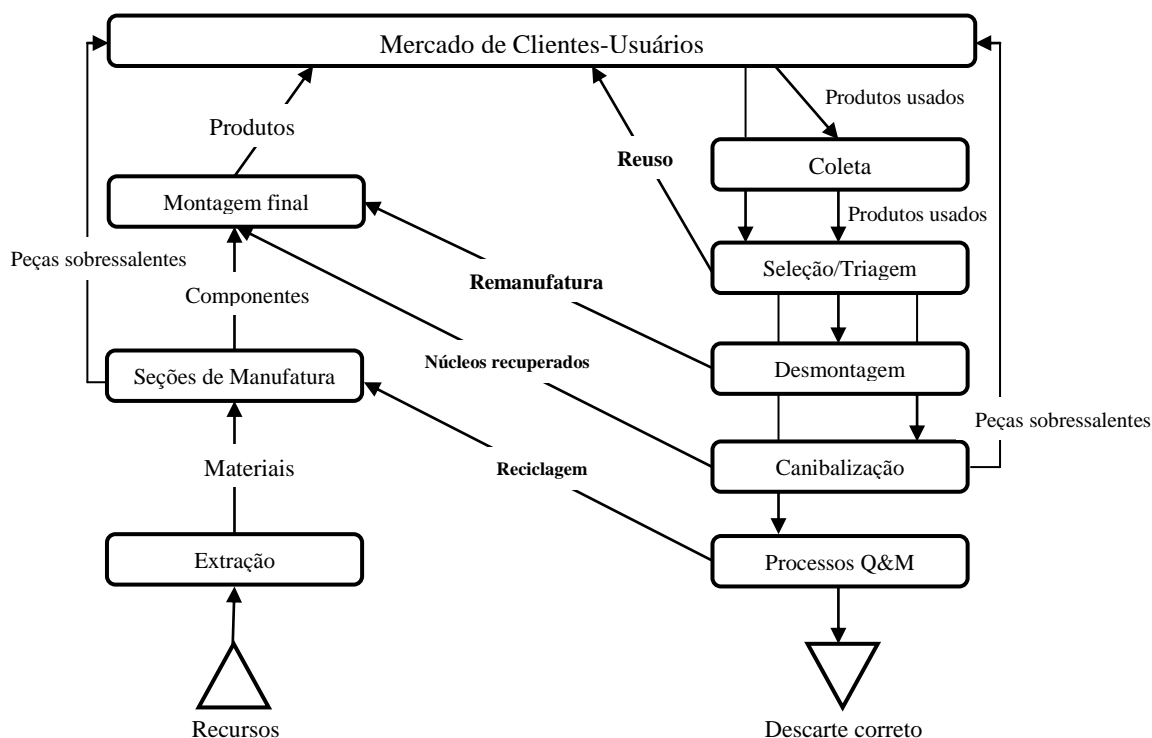 Mercado de Clientes-Usuários
Produtos usados
Produtos
Reuso
Coleta
Montagem final
Produtos usados
Peças sobressalentes
Seleção/Triagem
Remanufatura
Componentes
Núcleos recuperados
Seções de Manufatura
Desmontagem
Peças sobressalentes
Materiais
Reciclagem
Canibalização
Extração
Processos Q&M
Recursos
Descarte correto